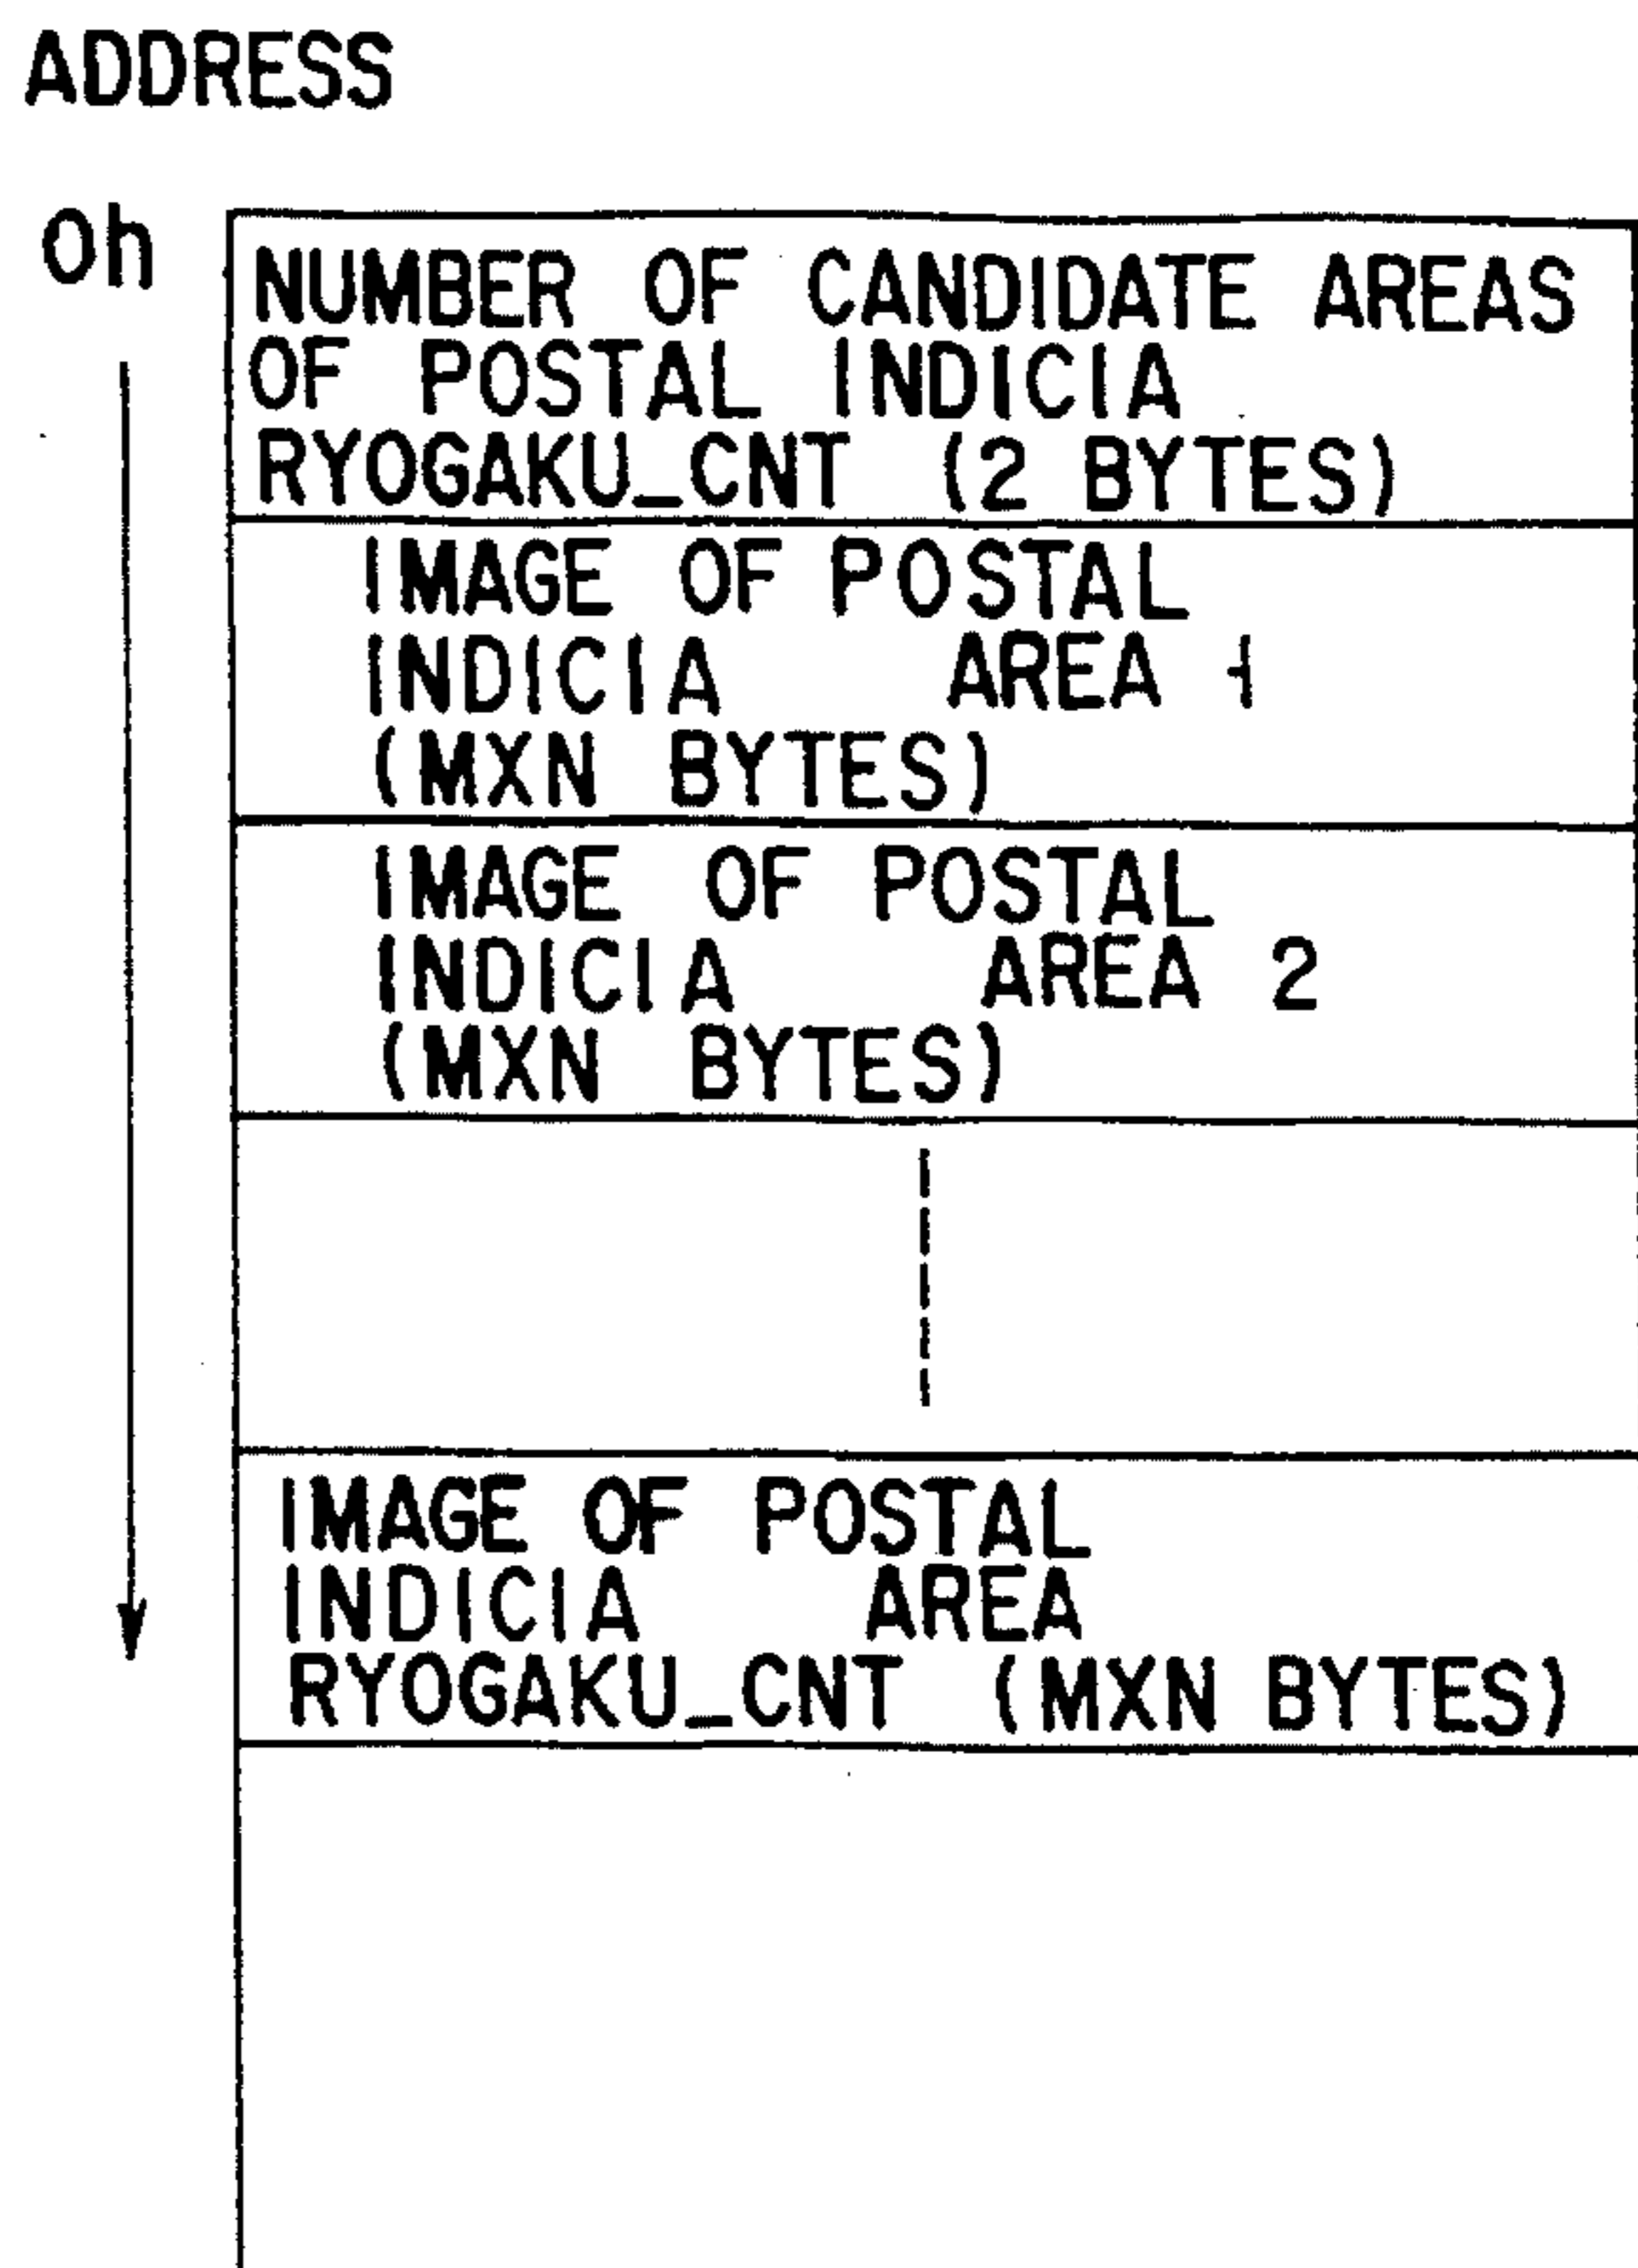 ADDRESS
0h
NUMBER OF CANDIDATE AREAS
OF POSTAL INDICIA
RYOGAKU_CNT (2 BYTES)
IMAGE OF POSTAL
INDICIA AREA 1
(MXN BYTES)
IMAGE OF POSTAL
INDICIA AREA 2
(MXN BYTES)
IMAGE OF POSTAL
INDICIA AREA
RYOGAKU_CNT (MXN BYTES)